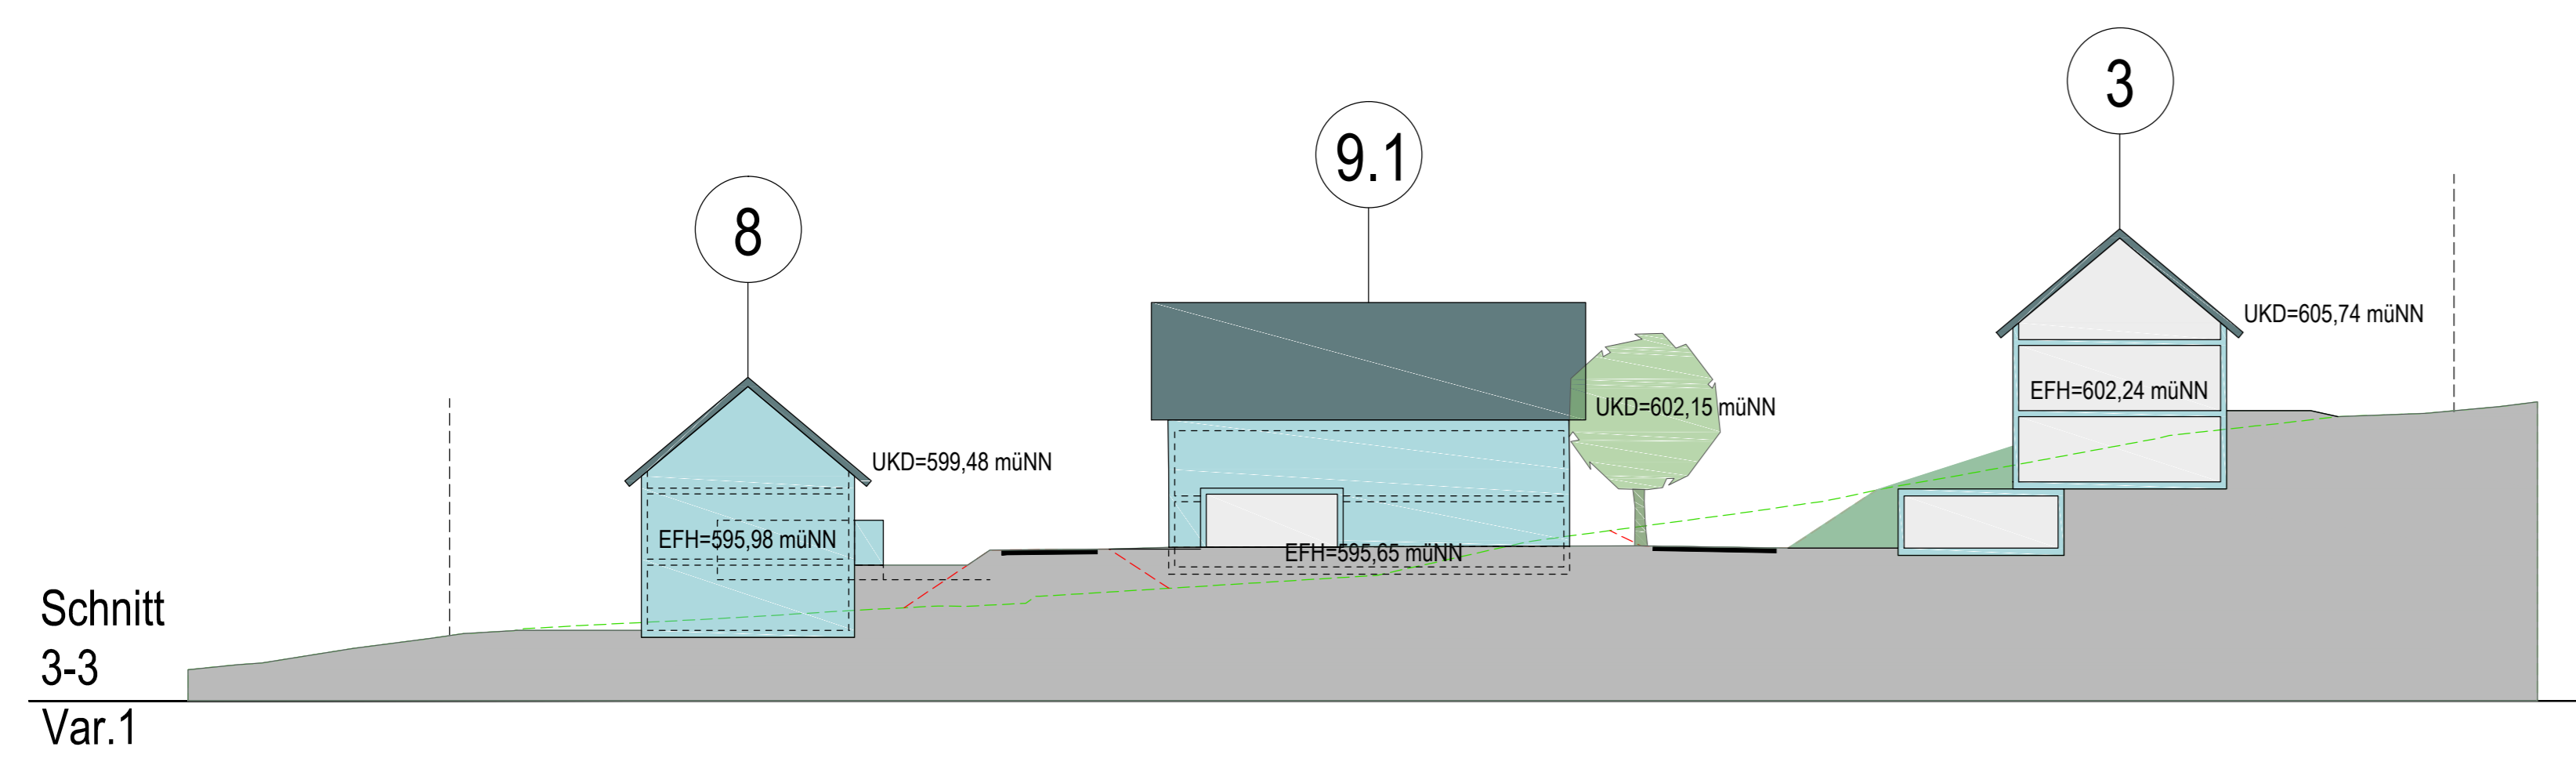 3
9.1
8
UKD=605,74 müNN
EFH=602,24 müNN
UKD=602,15 müNN
UKD=599,48 müNN
EFH=595,98 müNN
EFH=595,65 müNN
Schnitt
3-3
Var.1